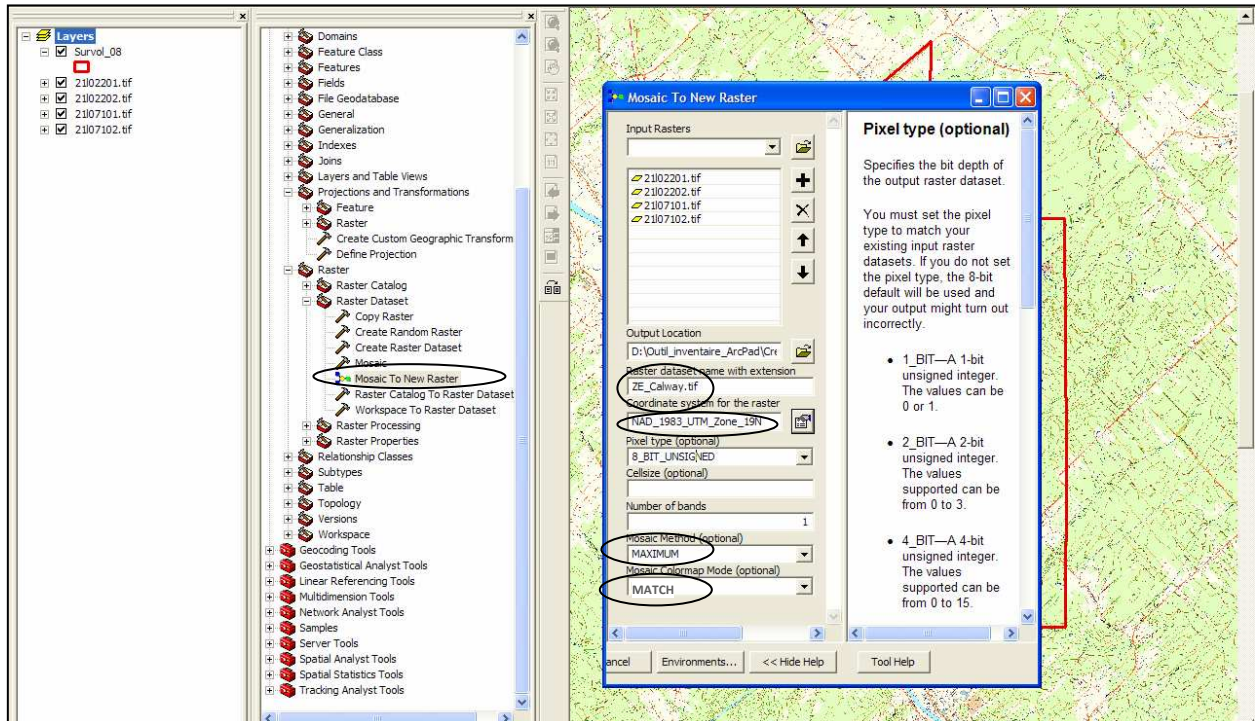 Layers
Survol_08
21l02201.tif
21l02202.tif
21l07101.tif
21l07102.tif
Domains
Feature Class
Features
Fields
File Geodatabase
General
Generalization
Indexes
Joins
Layers and Table Views
Projections and Transformations
Feature
Raster
Create Custom Geographic Transform
Define Projection
Raster
Raster Catalog
Raster Dataset
Copy Raster
Create Random Raster
Create Raster Dataset
Mosaic
Mosaic To New Raster
Raster Catalog To Raster Dataset
Workspace To Raster Dataset
Raster Processing
Raster Properties
Relationship Classes
Subtypes
Table
Topology
Versions
Workspace
Geocoding Tools
Geostatistical Analyst Tools
Linear Referencing Tools
Multidimension Tools
Network Analyst Tools
Samples
Server Tools
Spatial Analyst Tools
Spatial Statistics Tools
Tracking Analyst Tools
Mosaic To New Raster
Input Rasters
21l02201.tif
21l02202.tif
21l07101.tif
21l07102.tif
Output Location
D:\Outil_inventaire_ArcPad\Cre
Raster dataset name with extension
ZE_Calway.tif
Coordinate system for the raster
NAD_1983_UTM_Zone_19N
Pixel type (optional)
8_BIT_UNSIGNED
Cellsize (optional)
Number of bands
1
Mosaic Method (optional)
MAXIMUM
Mosaic Colormap Mode (optional)
MATCH
ancel
Environments...
<< Hide Help
Tool Help
Pixel type (optional)
Specifies the bit depth of
the output raster dataset.
You must set the pixel
type to match your
existing input raster
datasets. If you do not set
the pixel type, the 8-bit
default will be used and
your output might turn out
incorrectly.
• 1_BIT—A 1-bit
unsigned integer.
The values can be
0 or 1.
• 2_BIT—A 2-bit
unsigned integer.
The values
supported can be
from 0 to 3.
• 4_BIT—A 4-bit
unsigned integer.
The values
supported can be
from 0 to 15.